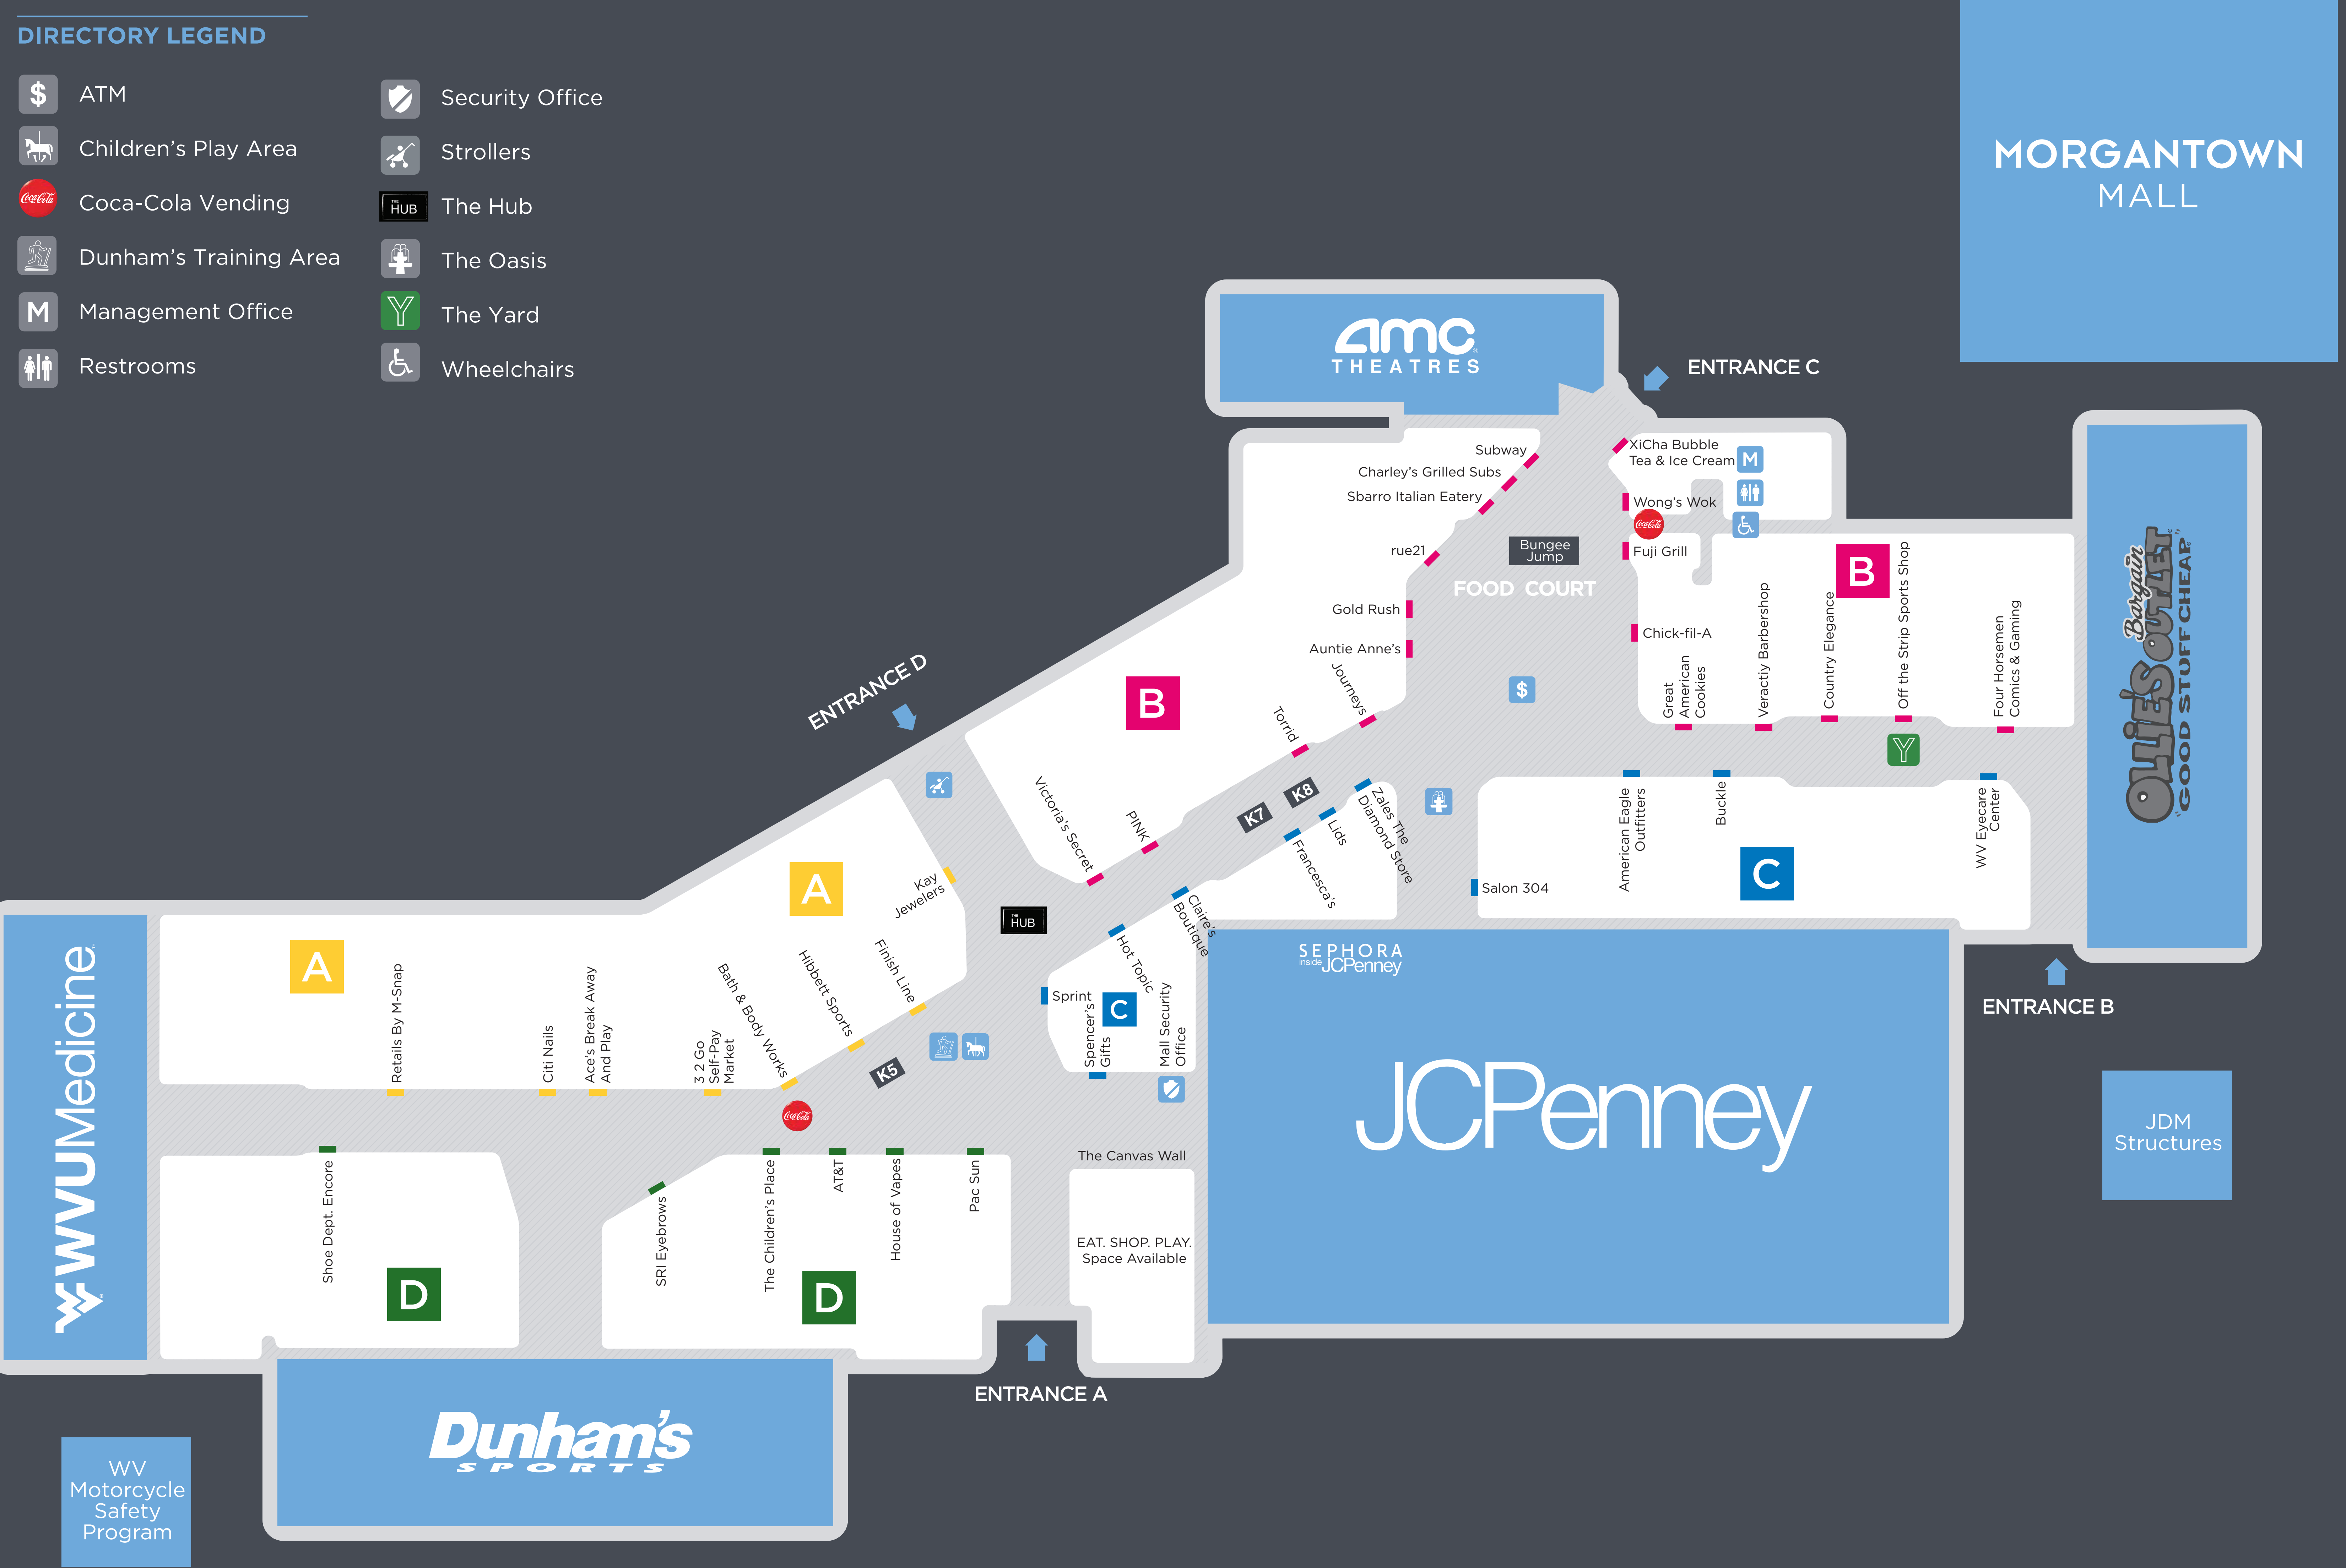 DIRECTORY LEGEND
$
ATM
Children's Play Area
Coca-Cola
Coca-Cola Vending
Dunham's Training Area
M
Management Office
Restrooms
Security Office
Strollers
THE
HUB
The Hub
The Oasis
Y
The Yard
Wheelchairs
MORGANTOWN
MALL
amc
THEATRES
ENTRANCE C
Subway
Charley's Grilled Subs
Sbarro Italian Eatery
rue21
Gold Rush
Auntie Anne's
Journeys
Torrid
PINK
Victoria's Secret
B
Bungee
Jump
FOOD COURT
$
XiCha Bubble
Tea & Ice Cream
M
Wong's Wok
Coca-Cola
Fuji Grill
Chick-fil-A
Great
American
Cookies
Veractiy Barbershop
Country Elegance
B
Off the Strip Sports Shop
Four Horsemen
Comics & Gaming
Y
OLLIE'S
Bargain
OUTLET
"GOOD STUFF CHEAP"
ENTRANCE D
K7
K8
Zales The
Diamond Store
Lids
Francesca's
Claire's
Boutique
Hot Topic
Sprint
C
Spencer's
Gifts
Mall Security
Office
Salon 304
American Eagle
Outfitters
Buckle
C
WV Eyecare
Center
ENTRANCE B
THE
HUB
A
Kay
Jewelers
Finish Line
Hibbett Sports
Bath & Body Works
3 2 Go
Self-Pay
Market
Ace's Break Away
And Play
Citi Nails
Retails By M-Snap
A
K5
Coca-Cola
WVUMedicine
SEPHORA
inside JCPenney
JCPenney
JDM
Structures
Shoe Dept. Encore
D
SRI Eyebrows
The Children's Place
AT&T
House of Vapes
Pac Sun
D
The Canvas Wall
EAT. SHOP. PLAY.
Space Available
ENTRANCE A
Dunham's
SPORTS
WV
Motorcycle
Safety
Program